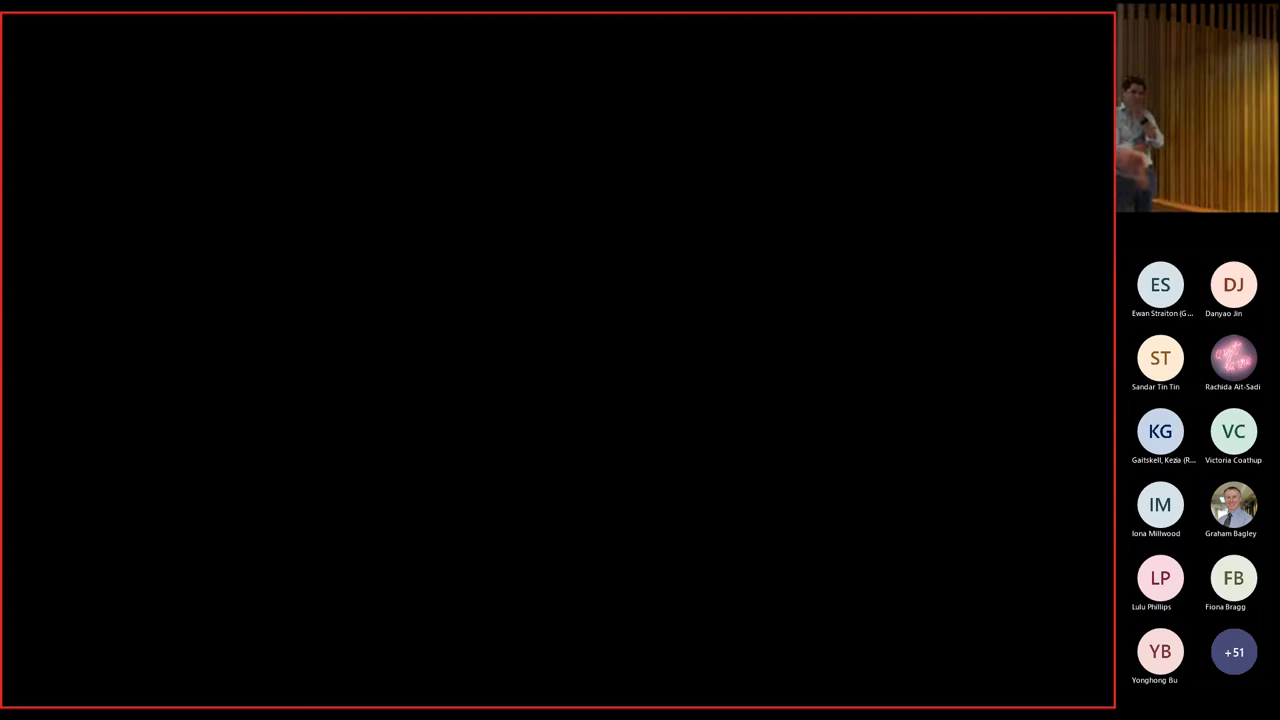 ES DJ
Ewan Straiton (G... Danyao Jin
ST
Sandar Tin Tin Rachida Ait-Sadi
KG VC
Gaitskell, Kezia (R... Victoria Coathup
IM
Iona Millwood Graham Bagley
LP FB
Lulu Phillips Fiona Bragg
YB +51
Yonghong Bu